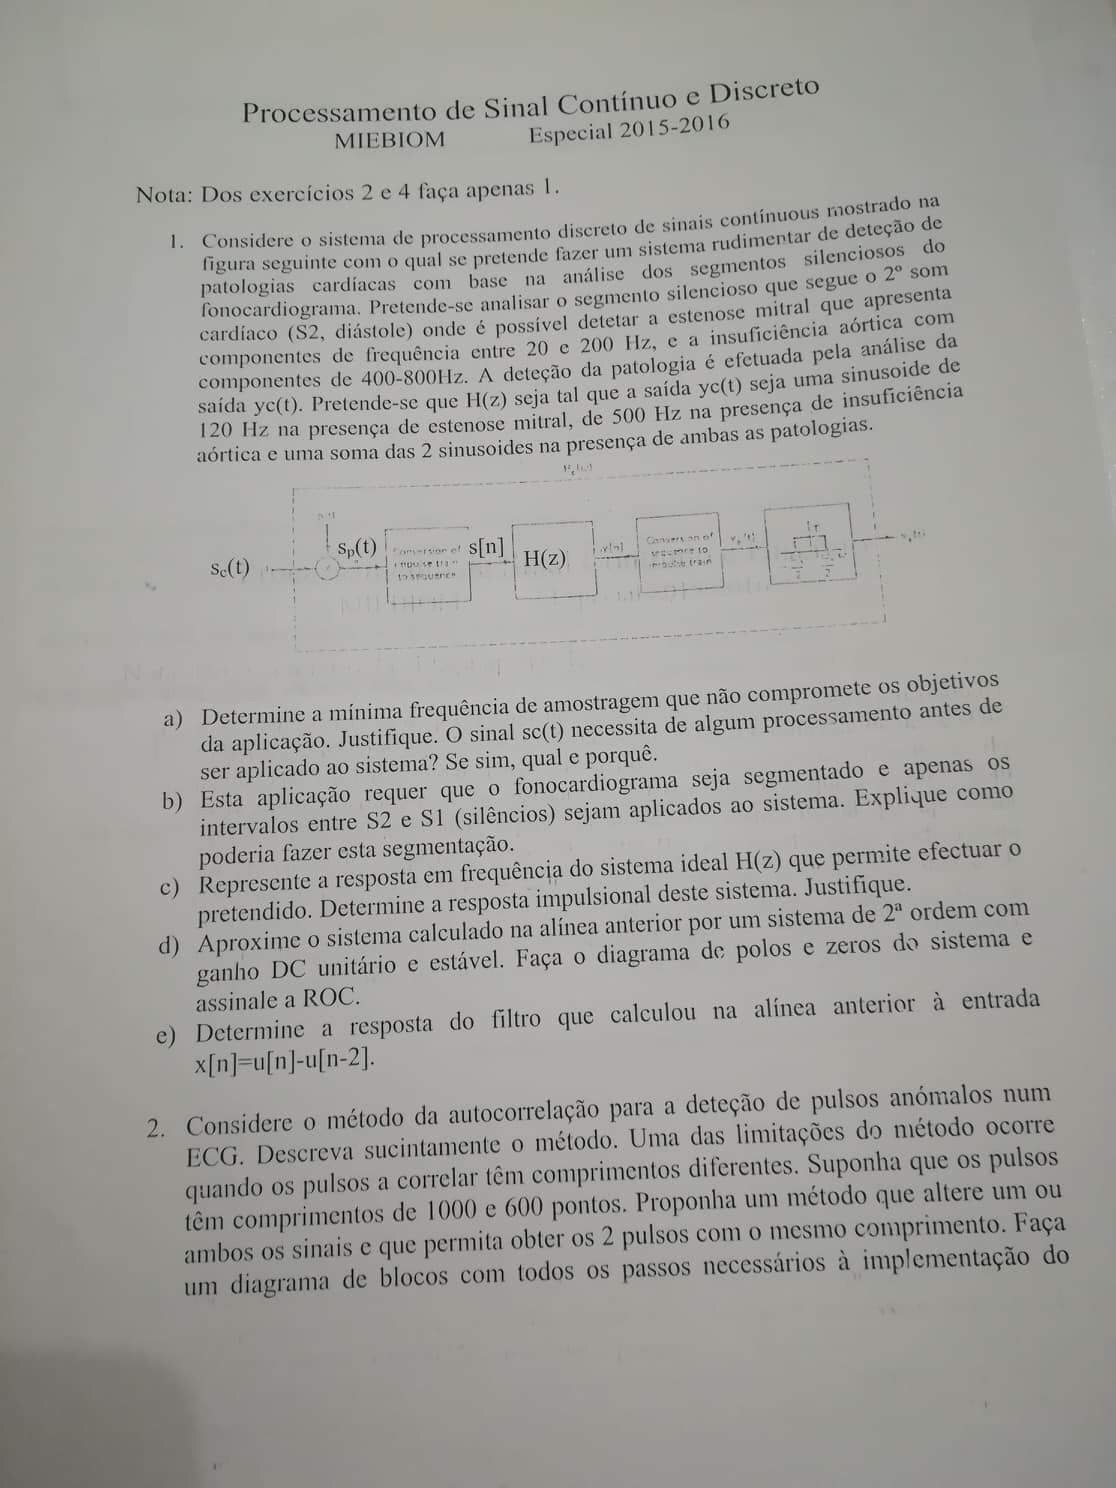 Processamento de Sinal Contínuo e Discreto
MIEBIOM Especial 2015-2016
Nota: Dos exercícios 2 e 4 faça apenas 1.
1. Considere o sistema de processamento discreto de sinais contínuous mostrado na
figura seguinte com o qual se pretende fazer um sistema rudimentar de deteção de
patologias cardíacas com base na análise dos segmentos silenciosos do
fonocardiograma. Pretende-se analisar o segmento silencioso que segue o 2º som
cardíaco (S2, diástole) onde é possível detetar a estenose mitral que apresenta
componentes de frequência entre 20 e 200 Hz, e a insuficiência aórtica com
componentes de 400-800Hz. A deteção da patologia é efetuada pela análise da
saída yc(t). Pretende-se que H(z) seja tal que a saída yc(t) seja uma sinusoide de
120 Hz na presença de estenose mitral, de 500 Hz na presença de insuficiência
aórtica e uma soma das 2 sinusoides na presença de ambas as patologias.
sc(t)
sp(t)
Conversion of
impulse train
to sequence
s[n]
H(z)
Conversion of
sequence to
impulse train
a) Determine a mínima frequência de amostragem que não compromete os objetivos
da aplicação. Justifique. O sinal sc(t) necessita de algum processamento antes de
ser aplicado ao sistema? Se sim, qual e porquê.
b) Esta aplicação requer que o fonocardiograma seja segmentado e apenas os
intervalos entre S2 e S1 (silêncios) sejam aplicados ao sistema. Explique como
poderia fazer esta segmentação.
c) Represente a resposta em frequência do sistema ideal H(z) que permite efectuar o
pretendido. Determine a resposta impulsional deste sistema. Justifique.
d) Aproxime o sistema calculado na alínea anterior por um sistema de 2ª ordem com
ganho DC unitário e estável. Faça o diagrama de polos e zeros do sistema e
assinale a ROC.
e) Determine a resposta do filtro que calculou na alínea anterior à entrada
x[n]=u[n]-u[n-2].
2. Considere o método da autocorrelação para a deteção de pulsos anómalos num
ECG. Descreva sucintamente o método. Uma das limitações do método ocorre
quando os pulsos a correlar têm comprimentos diferentes. Suponha que os pulsos
têm comprimentos de 1000 e 600 pontos. Proponha um método que altere um ou
ambos os sinais e que permita obter os 2 pulsos com o mesmo comprimento. Faça
um diagrama de blocos com todos os passos necessários à implementação do